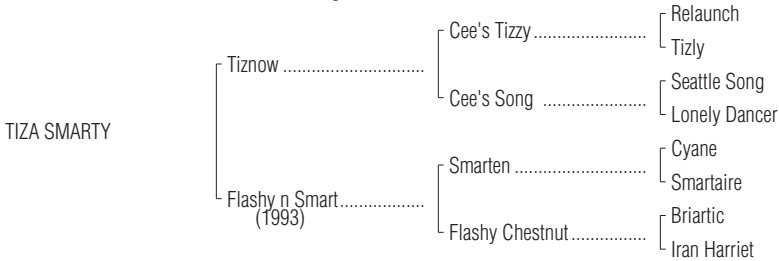 Relaunch
Cee's Tizzy
Tizly
Tiznow
Seattle Song
Cee's Song
Lonely Dancer
TIZA SMARTY
Cyane
Smarten
Smartaire
Flashy n Smart
(1993)
Briartic
Flashy Chestnut
Iran Harriet